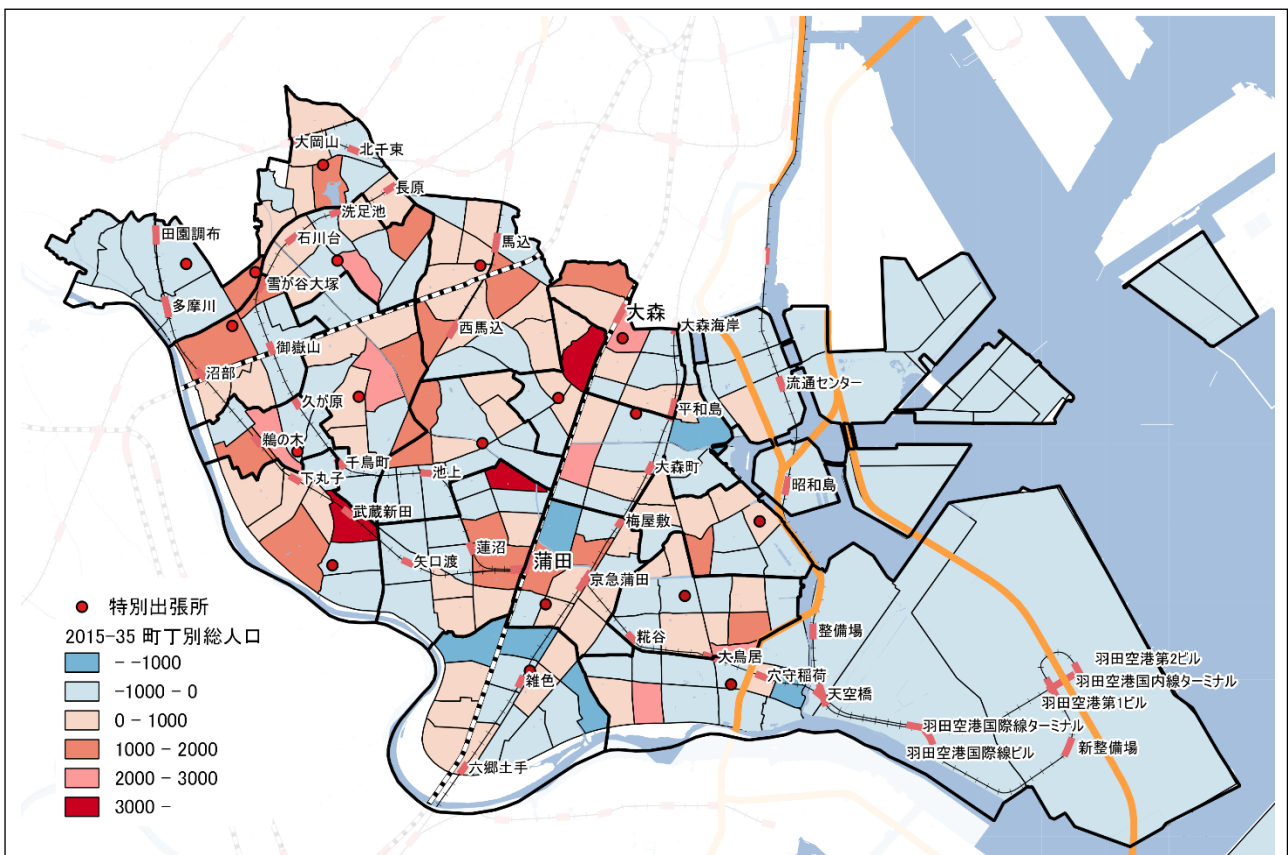 大岡山
北千束
長原
洗足池
田園調布
石川台
馬込
雪が谷大塚
多摩川
大森
西馬込
大森海岸
御嶽山
沼部
流通センター
久が原
平和島
鵜の木
千鳥町
池上
大森町
下丸子
昭和島
武蔵新田
梅屋敷
蓮沼
矢口渡
蒲田
京急蒲田
糀谷
整備場
大鳥居
穴守稲荷
天空橋
雑色
羽田空港第2ビル
羽田空港国内線ターミナル
羽田空港第1ビル
羽田空港国際線ターミナル
羽田空港国際線ビル
新整備場
六郷土手
特別出張所
2015-35 町丁別総人口
- -1000
-1000 - 0
0 - 1000
1000 - 2000
2000 - 3000
3000 -